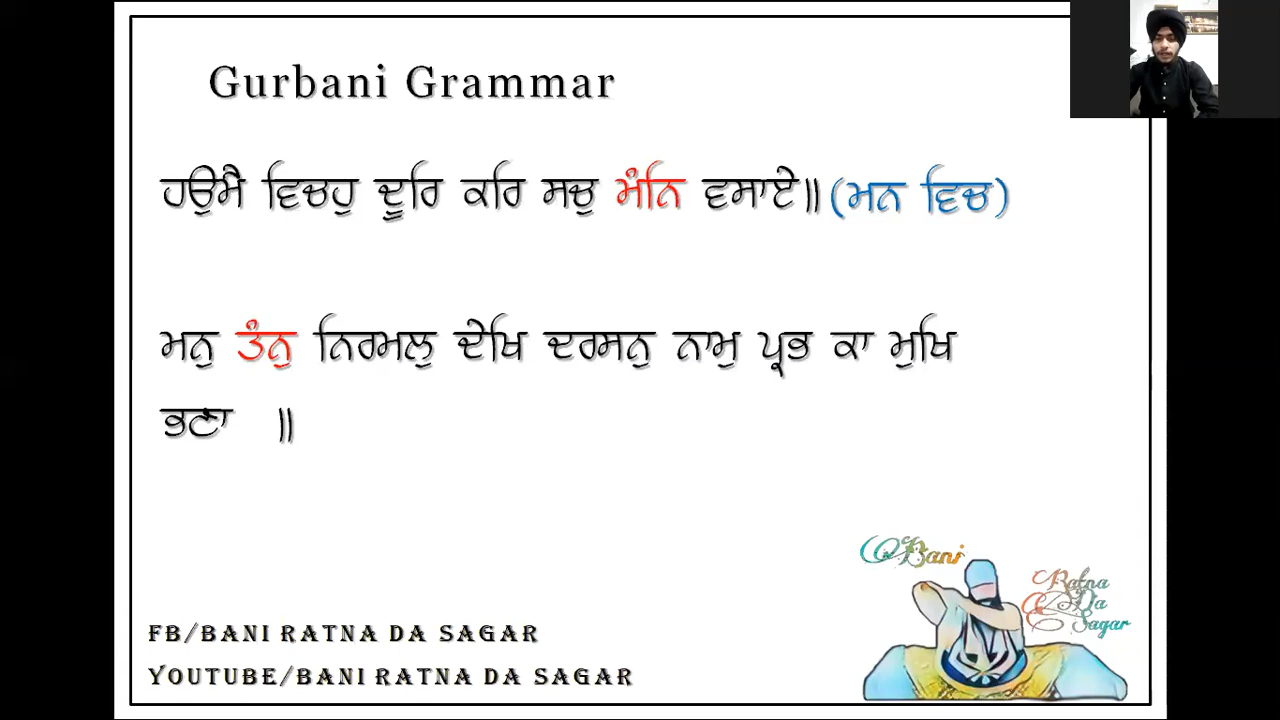 Gurbani Grammar
ਹਉਮੈ ਵਿਚਹੁ ਦੂਰਿ ਕਰਿ ਸਚੁ ਮੰਨਿ ਵਸਾਏ॥(ਮਨ ਵਿਚ)
ਮਨੁ ਤੰਨੁ ਨਿਰਮਲੁ ਦੇਖਿ ਦਰਸਨੁ ਨਾਮੁ ਪ੍ਰਭ ਕਾ ਮੁਖਿ
ਭਣਾ ॥
Bani
Ratna
Da
Sagar
FB/BANI RATNA DA SAGAR
YOUTUBE/BANI RATNA DA SAGAR